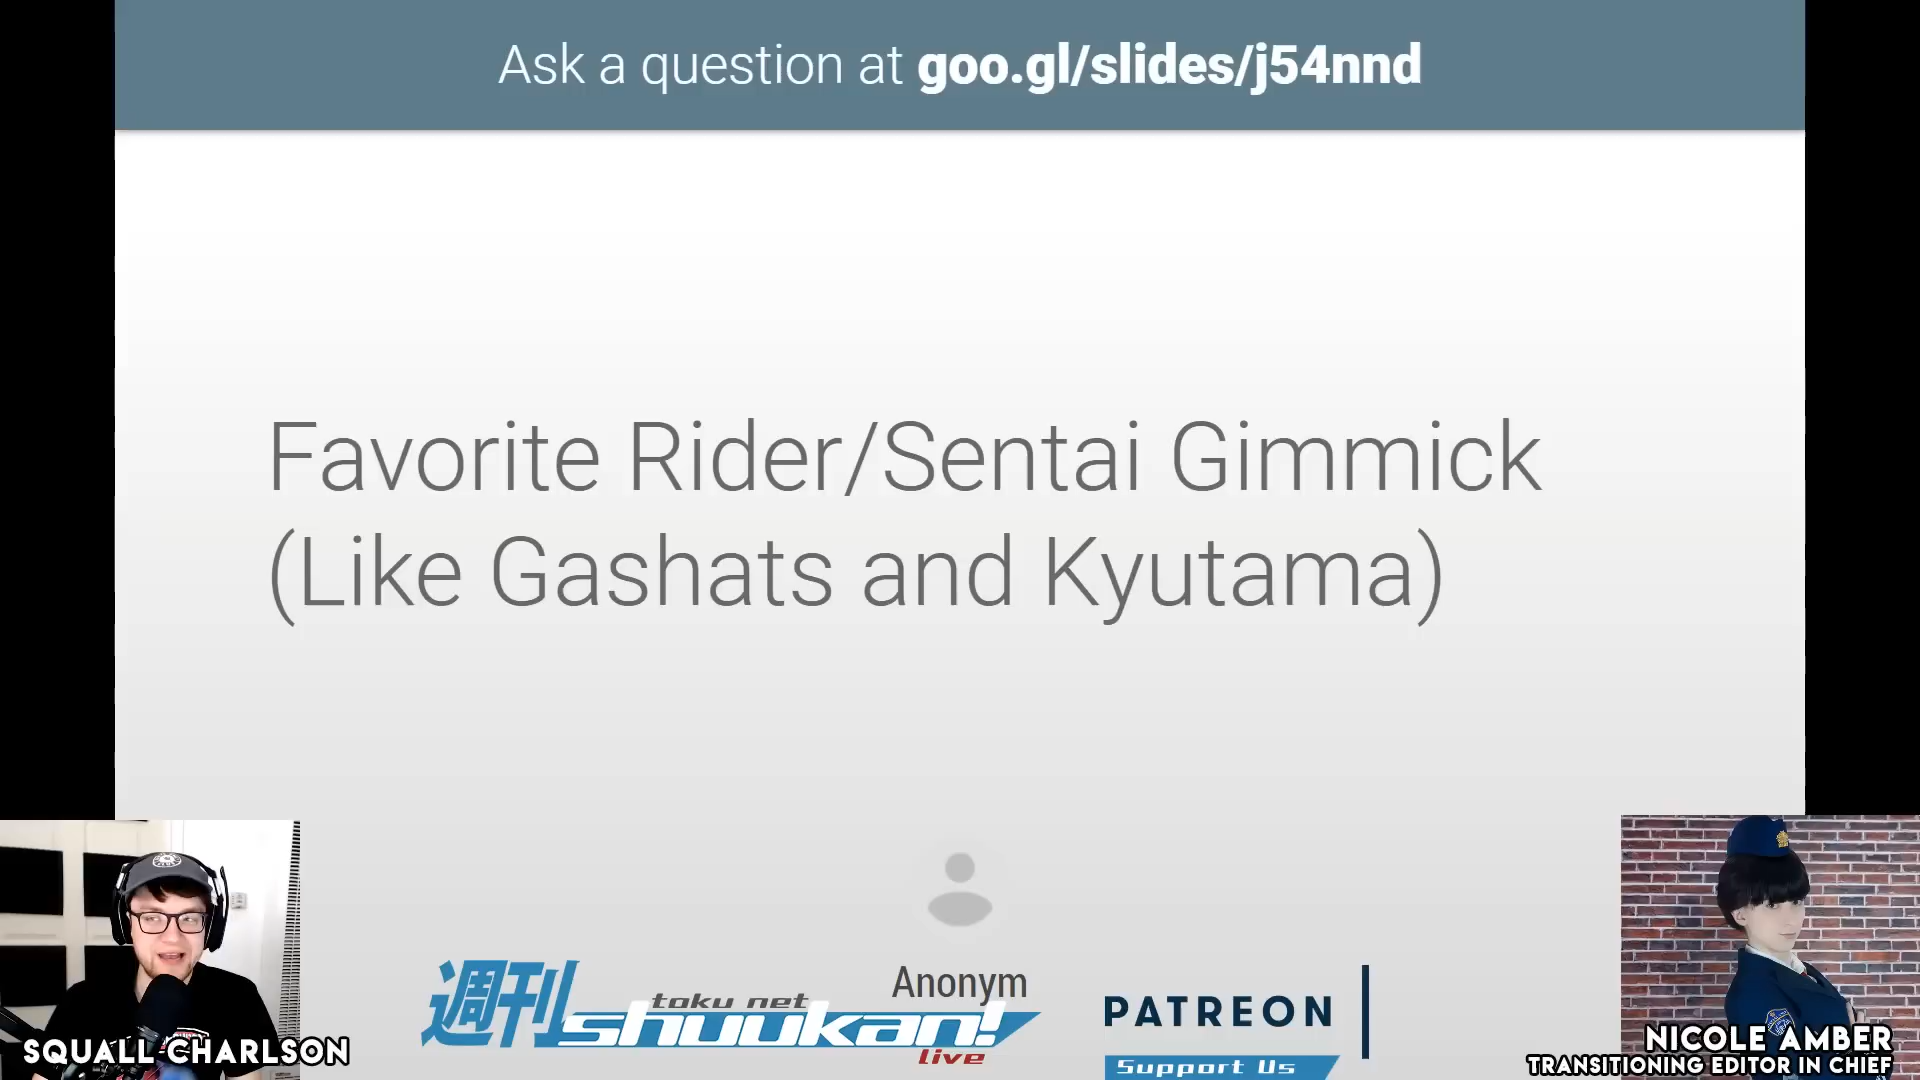 Ask a question at goo.gl/slides/j54nnd
Favorite Rider/Sentai Gimmick
(Like Gashats and Kyutama)
Anonym
週刊
toku net
shuukan!
live
PATREON
Support Us
SQUALL CHARLSON
NICOLE AMBER
TRANSITIONING EDITOR IN CHIEF